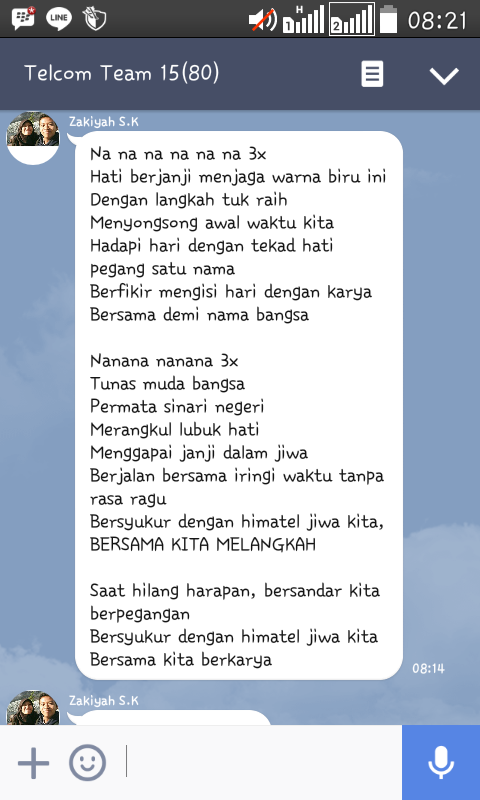 LINE
H
1
2
08:21
Telcom Team 15(80)
Zakiyah S.K
Na na na na na na 3x
Hati berjanji menjaga warna biru ini
Dengan langkah tuk raih
Menyongsong awal waktu kita
Hadapi hari dengan tekad hati
pegang satu nama
Berfikir mengisi hari dengan karya
Bersama demi nama bangsa
Nanana nanana 3x
Tunas muda bangsa
Permata sinari negeri
Merangkul lubuk hati
Menggapai janji dalam jiwa
Berjalan bersama iringi waktu tanpa
rasa ragu
Bersyukur dengan himatel jiwa kita,
BERSAMA KITA MELANGKAH
Saat hilang harapan, bersandar kita
berpegangan
Bersyukur dengan himatel jiwa kita
Bersama kita berkarya
08:14
Zakiyah S.K